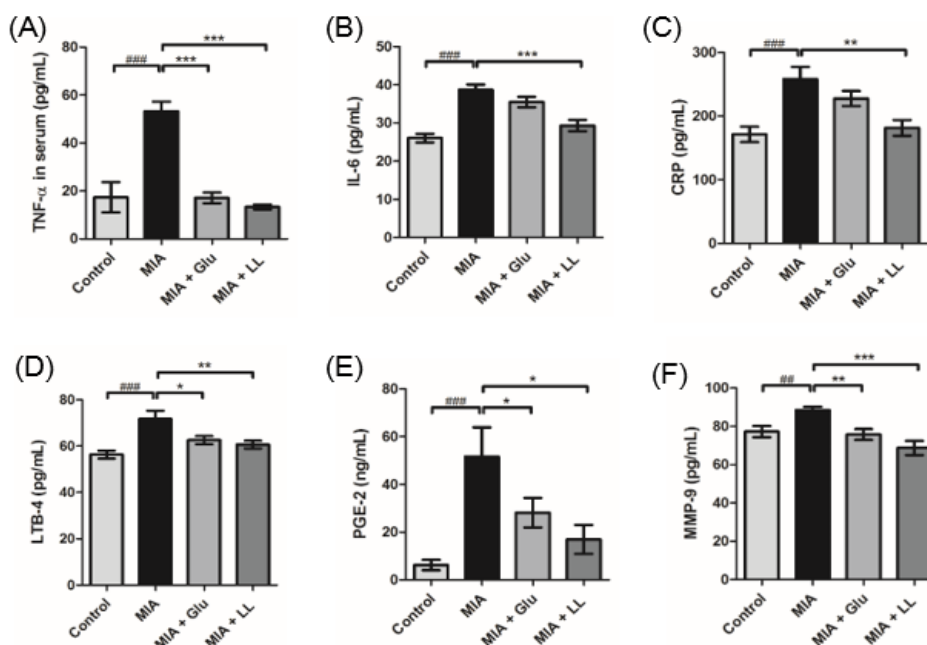 (A)
TNF-α in serum (pg/mL)
80
60
40
20
0
###
***
***
Control
MIA
MIA + Glu
MIA + LL
(B)
IL-6 (pg/mL)
50
40
30
20
10
0
###
***
Control
MIA
MIA + Glu
MIA + LL
(C)
CRP (pg/mL)
300
200
100
0
###
**
Control
MIA
MIA + Glu
MIA + LL
(D)
LTB-4 (pg/mL)
80
60
40
20
0
###
*
**
Control
MIA
MIA + Glu
MIA + LL
(E)
PGE-2 (ng/mL)
80
60
40
20
0
###
*
*
Control
MIA
MIA + Glu
MIA + LL
(F)
MMP-9 (pg/mL)
100
80
60
40
20
0
##
**
***
Control
MIA
MIA + Glu
MIA + LL